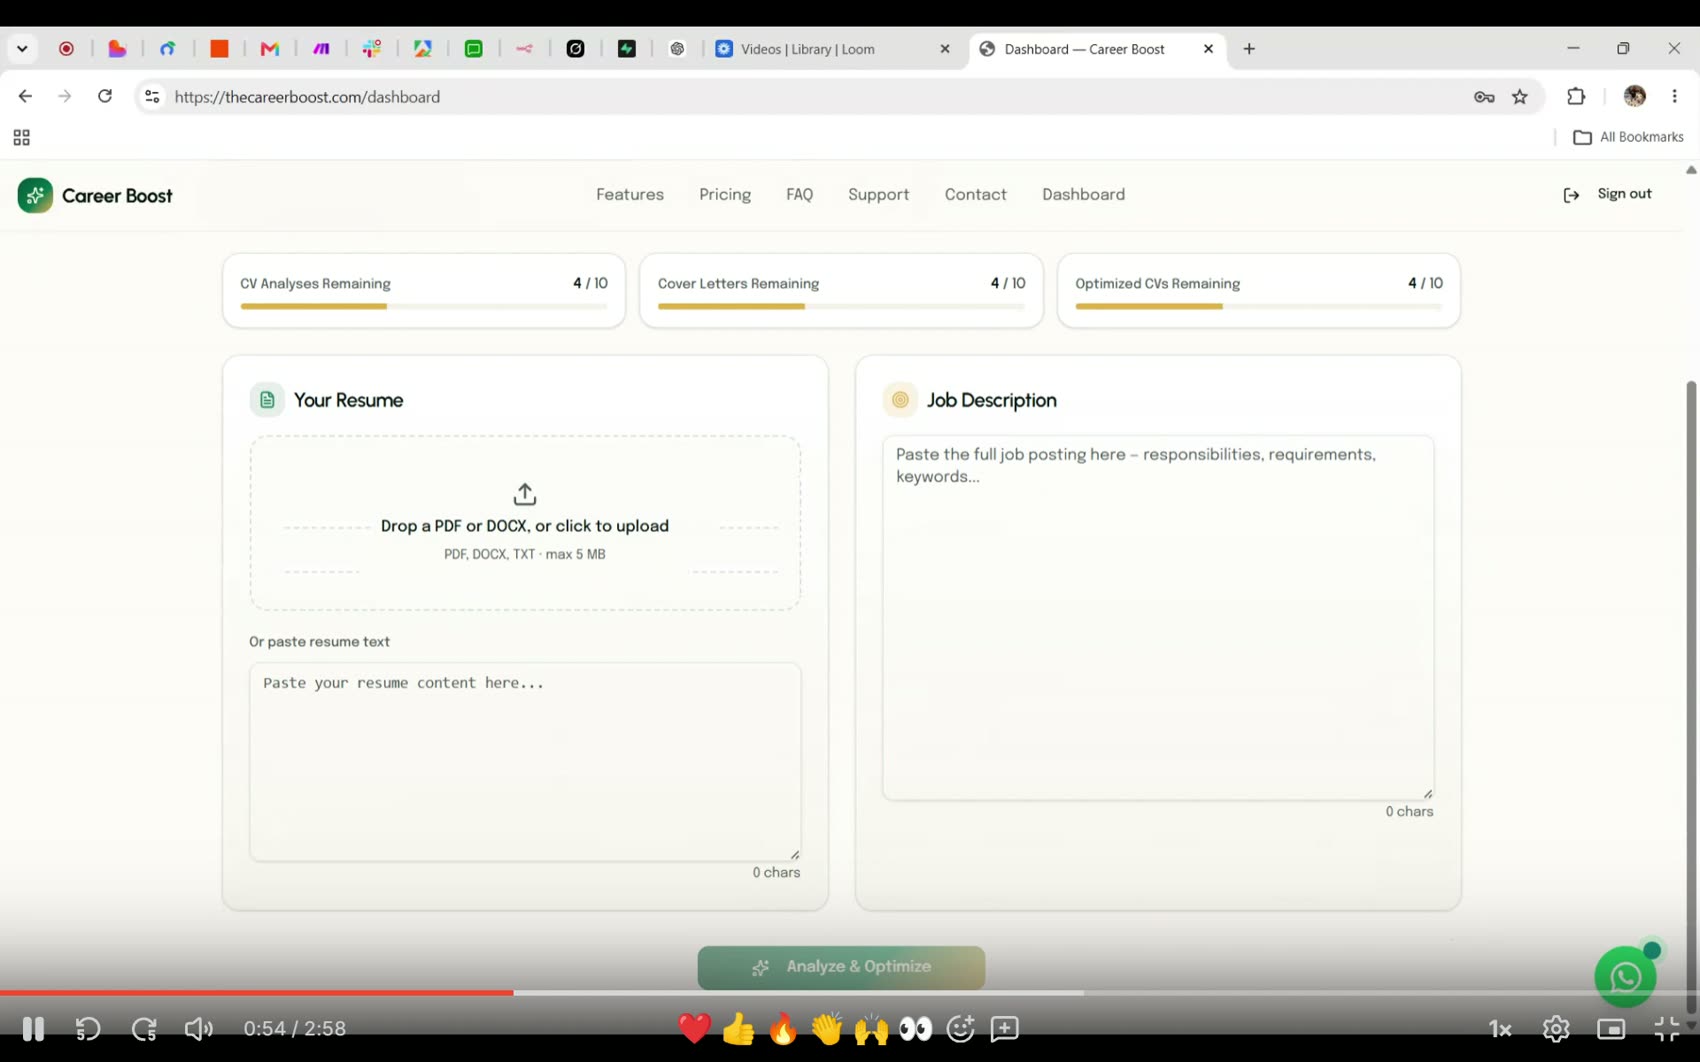 Videos | Library | Loom
Dashboard — Career Boost
https://thecareerboost.com/dashboard
All Bookmarks
Career Boost
Features
Pricing
FAQ
Support
Contact
Dashboard
Sign out
CV Analyses Remaining
4 / 10
Cover Letters Remaining
4 / 10
Optimized CVs Remaining
4 / 10
Your Resume
Drop a PDF or DOCX, or click to upload
PDF, DOCX, TXT · max 5 MB
Or paste resume text
Paste your resume content here...
0 chars
Job Description
Paste the full job posting here – responsibilities, requirements,
keywords...
0 chars
Analyze & Optimize
5
5
0:54 / 2:58
1x